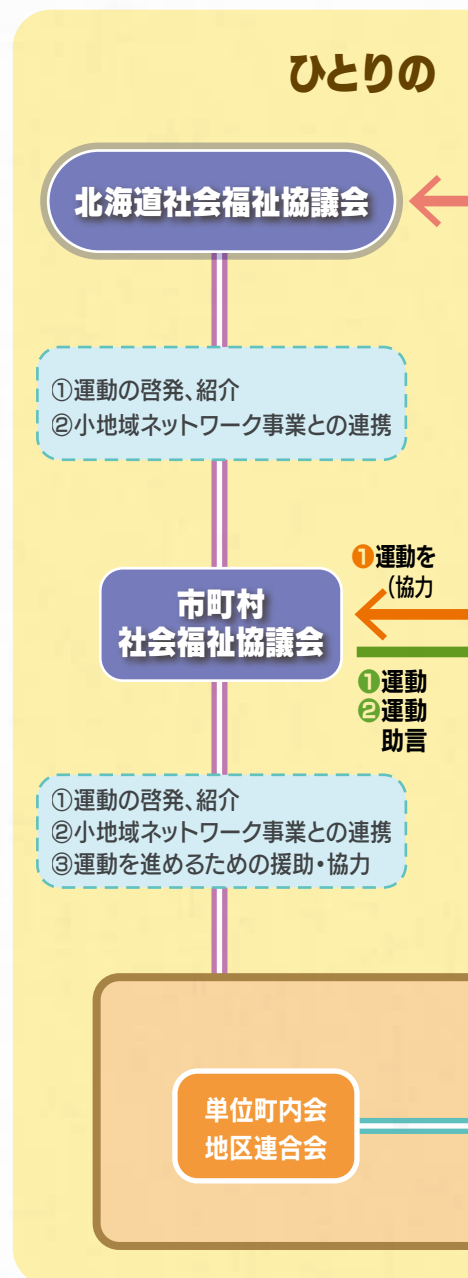 ひとりの
北海道社会福祉協議会
①運動の啓発、紹介
②小地域ネットワーク事業との連携
❶運動を
(協力
市町村
社会福祉協議会
❶運動
❷運動
助言
①運動の啓発、紹介
②小地域ネットワーク事業との連携
③運動を進めるための援助・協力
単位町内会
地区連合会